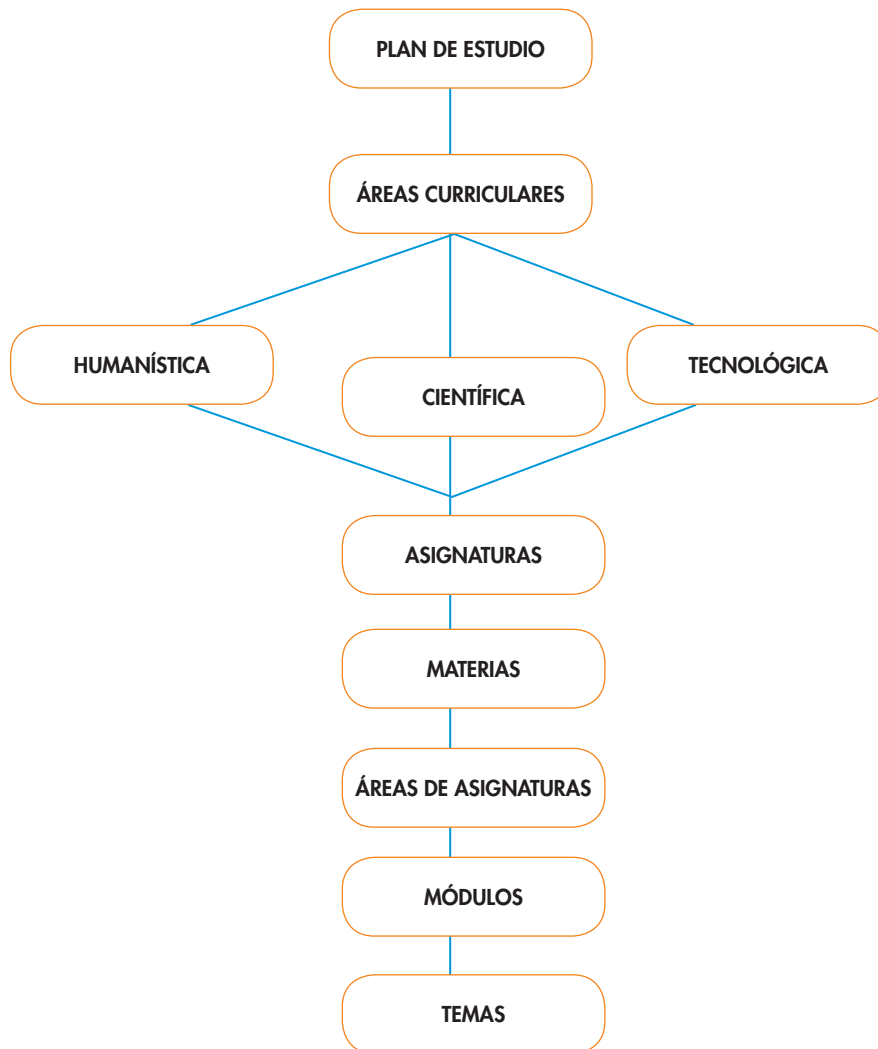 PLAN DE ESTUDIO
ÁREAS CURRICULARES
HUMANÍSTICA
CIENTÍFICA
TECNOLÓGICA
ASIGNATURAS
MATERIAS
ÁREAS DE ASIGNATURAS
MÓDULOS
TEMAS